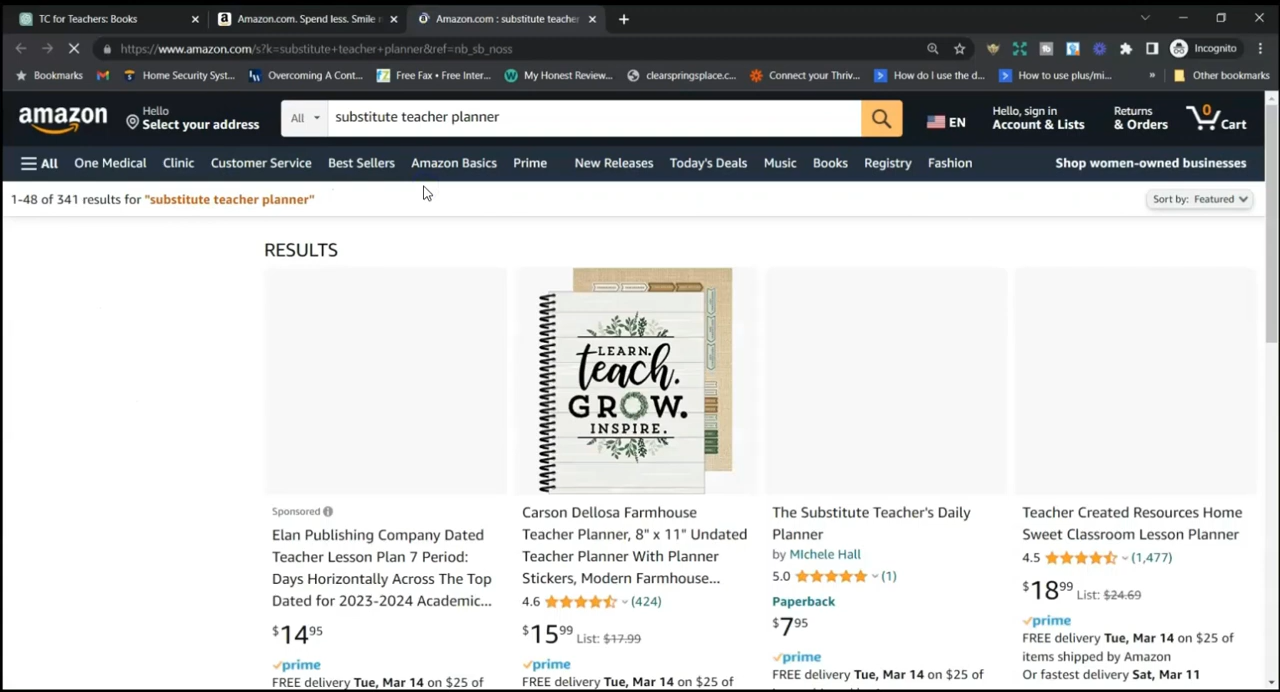 TC for Teachers: Books
Amazon.com. Spend less. Smile
Amazon.com : substitute teache
https://www.amazon.com/s?k=substitute+teacher+planner&ref=nb_sb_noss
Incognito
Bookmarks
Home Security Syst...
Overcoming A Cont...
Free Fax • Free Inter...
My Honest Review...
clearspringsplace.c...
Connect your Thriv...
How do I use the d...
How to use plus/mi...
»
Other bookmarks
amazon
Hello
Select your address
All
substitute teacher planner
EN
Hello, sign in
Account & Lists
Returns
& Orders
0
Cart
All
One Medical
Clinic
Customer Service
Best Sellers
Amazon Basics
Prime
New Releases
Today's Deals
Music
Books
Registry
Fashion
Shop women-owned businesses
1-48 of 341 results for "substitute teacher planner"
Sort by: Featured
RESULTS
LEARN.
teach.
GROW.
INSPIRE.
Sponsored
Elan Publishing Company Dated
Teacher Lesson Plan 7 Period:
Days Horizontally Across The Top
Dated for 2023-2024 Academic...
$14 95
prime
FREE delivery Tue, Mar 14 on $25 of
Carson Dellosa Farmhouse
Teacher Planner, 8" x 11" Undated
Teacher Planner With Planner
Stickers, Modern Farmhouse...
4.6 (424)
$15 99 List: $17.99
prime
FREE delivery Tue, Mar 14 on $25 of
The Substitute Teacher's Daily
Planner
by MIchele Hall
5.0 (1)
Paperback
$7 95
prime
FREE delivery Tue, Mar 14 on $25 of
Teacher Created Resources Home
Sweet Classroom Lesson Planner
4.5 (1,477)
$18 99 List: $24.69
prime
FREE delivery Tue, Mar 14 on $25 of
items shipped by Amazon
Or fastest delivery Sat, Mar 11